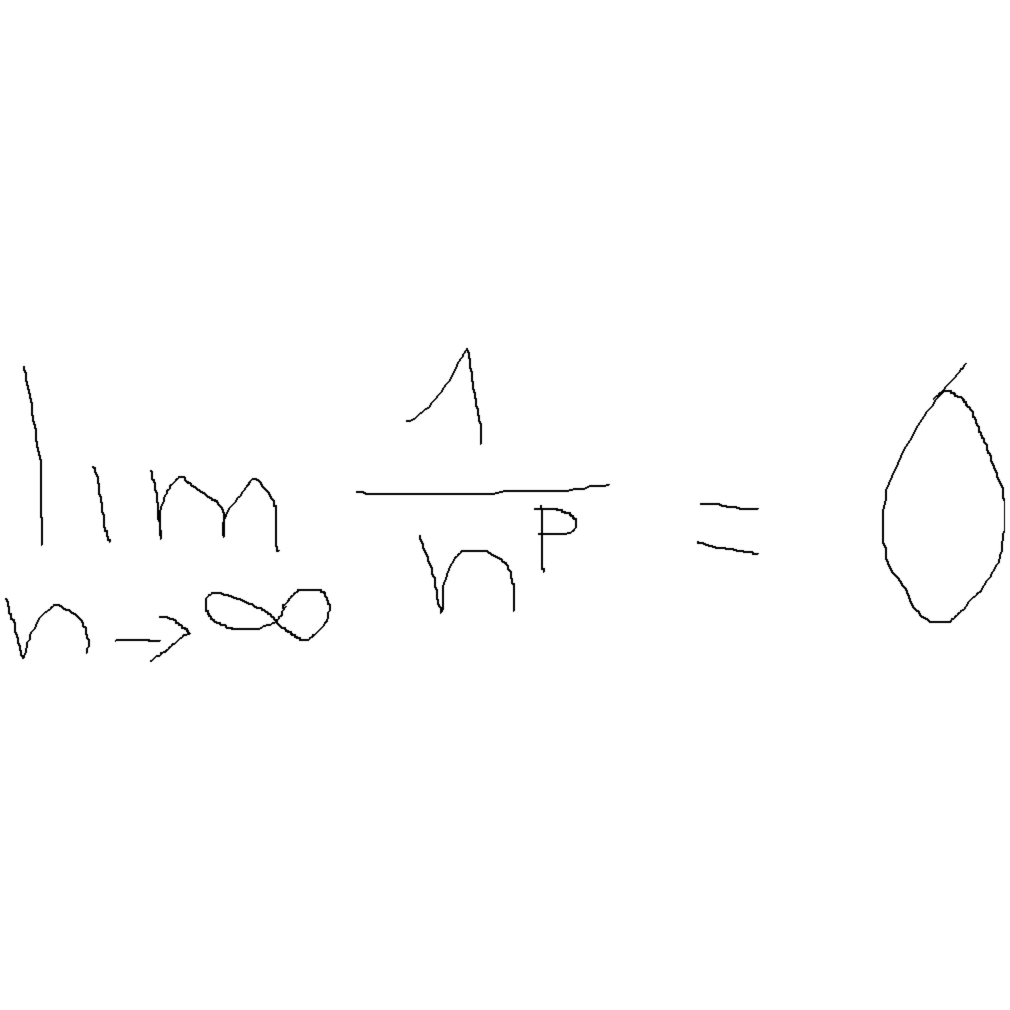 lim 1/n^p = 0
n→∞